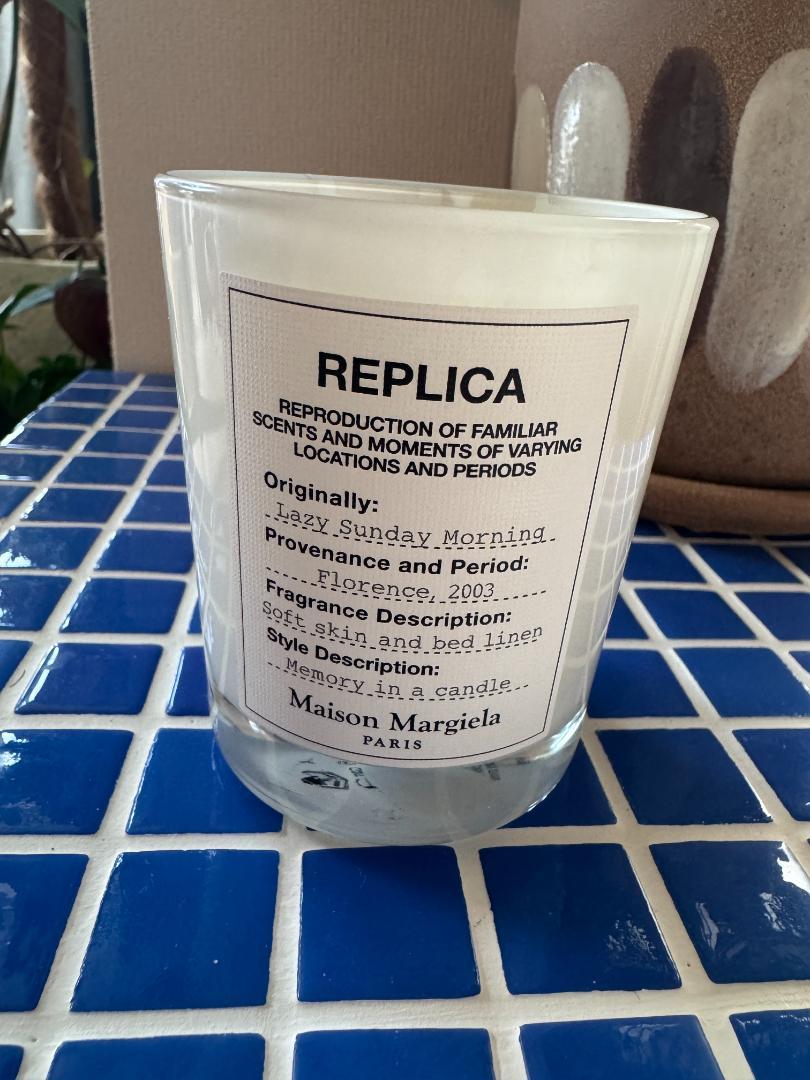 REPLICA
REPRODUCTION OF FAMILIAR
SCENTS AND MOMENTS OF VARYING
LOCATIONS AND PERIODS
Originally:
Lazy Sunday Morning
Provenance and Period:
Florence, 2003
Fragrance Description:
Soft skin and bed linen
Style Description:
Memory in a candle
Maison Margiela
PARIS